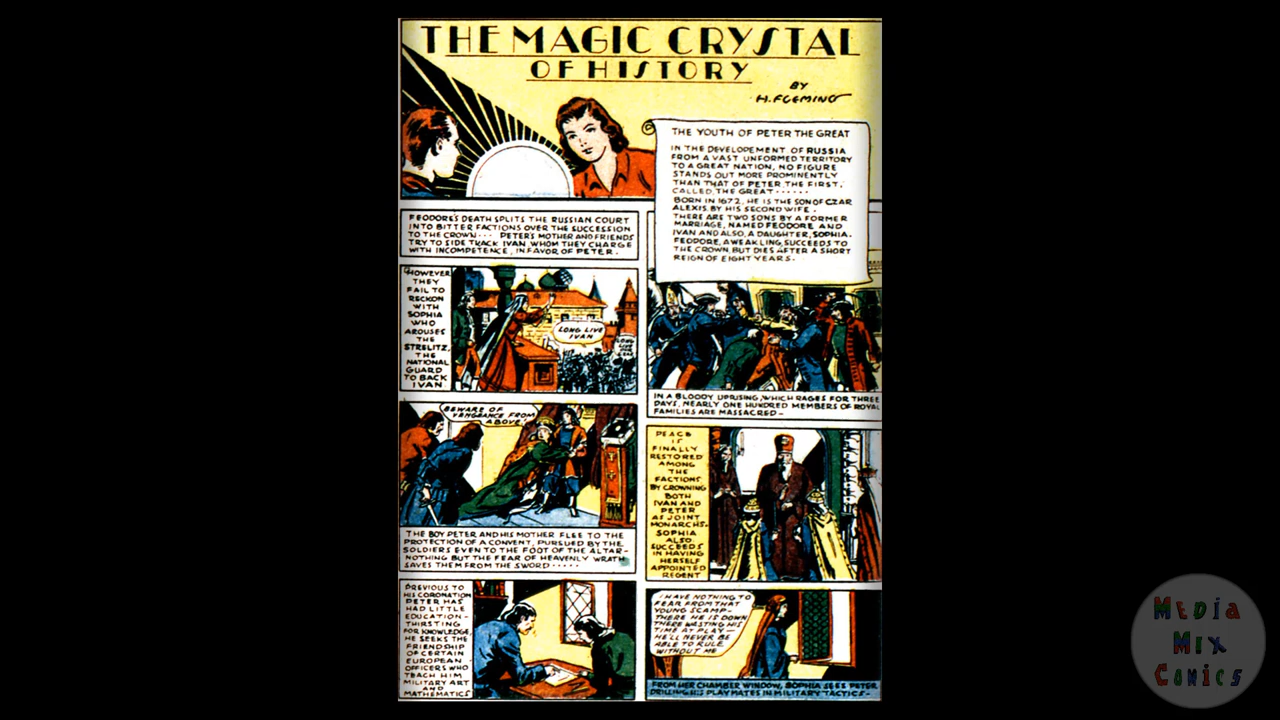 THE MAGIC CRYSTAL
OF HISTORY
BY
H. FLEMING
THE YOUTH OF PETER THE GREAT
IN THE DEVELOPEMENT OF RUSSIA
FROM A VAST UNFORMED TERRITORY
TO A GREAT NATION, NO FIGURE
STANDS OUT MORE PROMINENTLY
THAN THAT OF PETER THE FIRST,
CALLED, THE GREAT ------
BORN IN 1672, HE IS THE SON OF CZAR
ALEXIS, BY HIS SECOND WIFE.
THERE ARE TWO SONS BY A FORMER
MARRIAGE, NAMED FEODORE AND
IVAN AND ALSO, A DAUGHTER, SOPHIA.
FEODORE, A WEAKLING, SUCCEEDS TO
THE CROWN, BUT DIES AFTER A SHORT
REIGN OF EIGHT YEARS.
FEODORE'S DEATH SPLITS THE RUSSIAN COURT
INTO BITTER FACTIONS OVER THE SUCCESSION
TO THE CROWN --- PETER'S MOTHER AND FRIENDS
TRY TO SIDE TRACK IVAN, WHOM THEY CHARGE
WITH INCOMPETENCE, IN FAVOR OF PETER.
HOWEVER
THEY
FAIL TO
RECKON
WITH
SOPHIA
WHO
AROUSES
THE
STRELITZ,
THE
NATIONAL
GUARD
TO BACK
IVAN
LONG LIVE
IVAN
LONG
LIVE
IN A BLOODY UPRISING, WHICH RAGES FOR THREE
DAYS, NEARLY ONE HUNDRED MEMBERS OF ROYAL
FAMILIES ARE MASSACRED-
BEWARE OF
VENGEANCE FROM
ABOVE!
THE BOY PETER AND HIS MOTHER FLEE TO THE
PROTECTION OF A CONVENT, PURSUED BY THE
SOLDIERS EVEN TO THE FOOT OF THE ALTAR-
NOTHING BUT THE FEAR OF HEAVENLY WRATH
SAVES THEM FROM THE SWORD -----
PEACE
IS
FINALLY
RESTORED
AMONG
THE
FACTIONS
BY CROWNING
BOTH
IVAN AND
PETER
AS JOINT
MONARCHS.
SOPHIA
ALSO
SUCCEEDS
IN HAVING
HERSELF
APPOINTED
REGENT
PREVIOUS TO
HIS CORONATION
PETER HAS
HAD LITTLE
EDUCATION-
THIRSTING
FOR KNOWLEDGE,
HE SEEKS THE
FRIENDSHIP
OF CERTAIN
EUROPEAN
OFFICERS WHO
TEACH HIM
MILITARY ART
AND
MATHEMATICS
I HAVE NOTHING TO
FEAR FROM THAT
YOUNG SCAMP-
THERE HE IS DOWN
THERE WASTING HIS
TIME AT PLAY-
HE'LL NEVER BE
ABLE TO RULE
WITHOUT ME
FROM HER CHAMBER WINDOW, SOPHIA SEES PETER
DRILLING HIS PLAYMATES IN MILITARY TACTICS-
MEDIA
MIX
COMICS